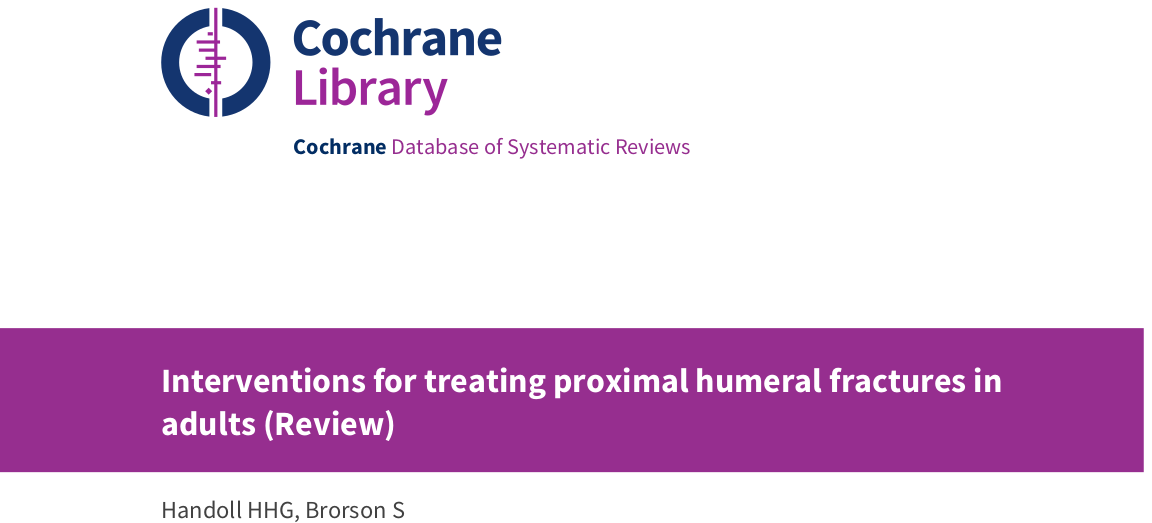 Cochrane
Library
Cochrane Database of Systematic Reviews
Interventions for treating proximal humeral fractures in
adults (Review)
Handoll HHG, Brorson S